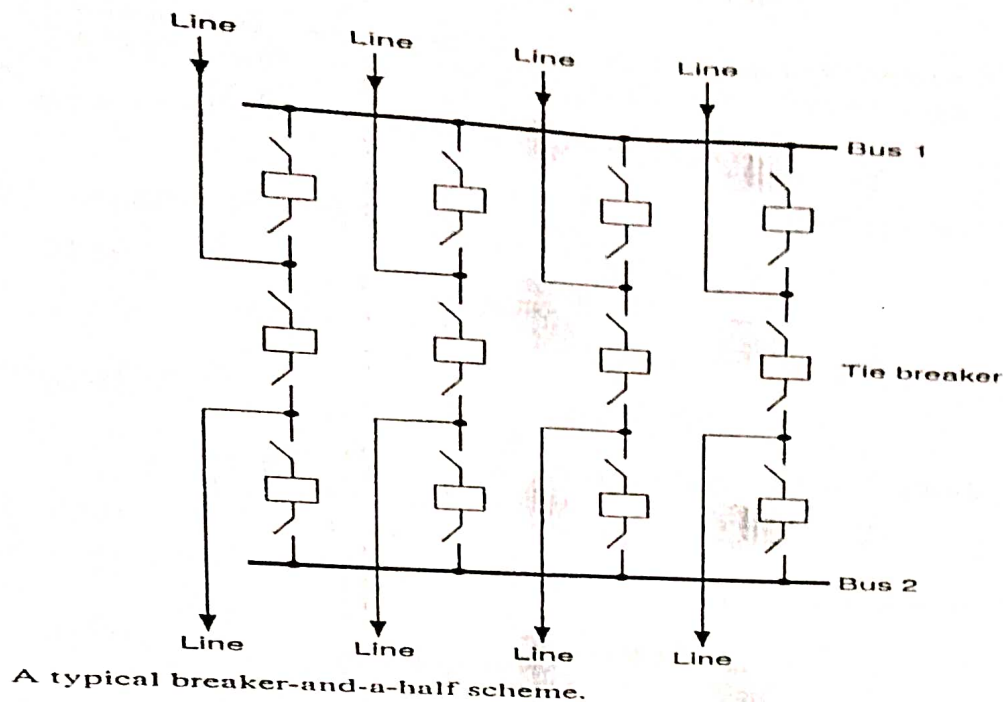 Line
Line
Line
Line
Bus 1
Tie breaker
Bus 2
Line
Line
Line
Line
A typical breaker-and-a-half scheme.